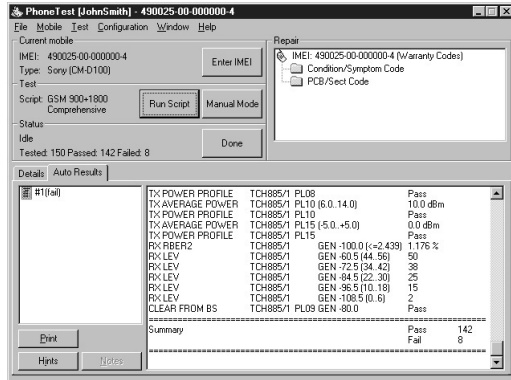 PhoneTest [JohnSmith] - 490025-00-000000-4
File Mobile Test Configuration Window Help
Current mobile
IMEI: 490025-00-000000-4
Type: Sony (CM-D100)
Enter IMEI
Test
Script: GSM 900+1800
Comprehensive
Run Script
Manual Mode
Status
Idle
Tested: 150 Passed: 142 Failed: 8
Done
Repair
IMEI: 490025-00-000000-4 (Warranty Codes)
Condition/Symptom Code
PCB/Sect Code
Details Auto Results
#1(fail)
TX POWER PROFILE TCH885/1 PL08 Pass
TX AVERAGE POWER TCH885/1 PL10 (6.0..14.0) 10.0 dBm
TX POWER PROFILE TCH885/1 PL10 Pass
TX AVERAGE POWER TCH885/1 PL15 (-5.0..+5.0) 0.0 dBm
TX POWER PROFILE TCH885/1 PL15 Pass
RX RBER2 TCH885/1 GEN -100.0 (<=2.439) 1.176 %
RX LEV TCH885/1 GEN -60.5 (44..56) 50
RX LEV TCH885/1 GEN -72.5 (34..42) 38
RX LEV TCH885/1 GEN -84.5 (22..30) 25
RX LEV TCH885/1 GEN -96.5 (10..18) 15
RX LEV TCH885/1 GEN -108.5 (0..6) 2
CLEAR FROM BS TCH885/1 PL09 GEN -80.0 Pass
Summary Pass 142
Fail 8
Print
Hints
Notes